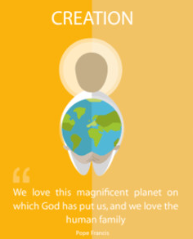 CREATION
“
We love this magnificent planet on
which God has put us, and we love the
human family
Pope Francis